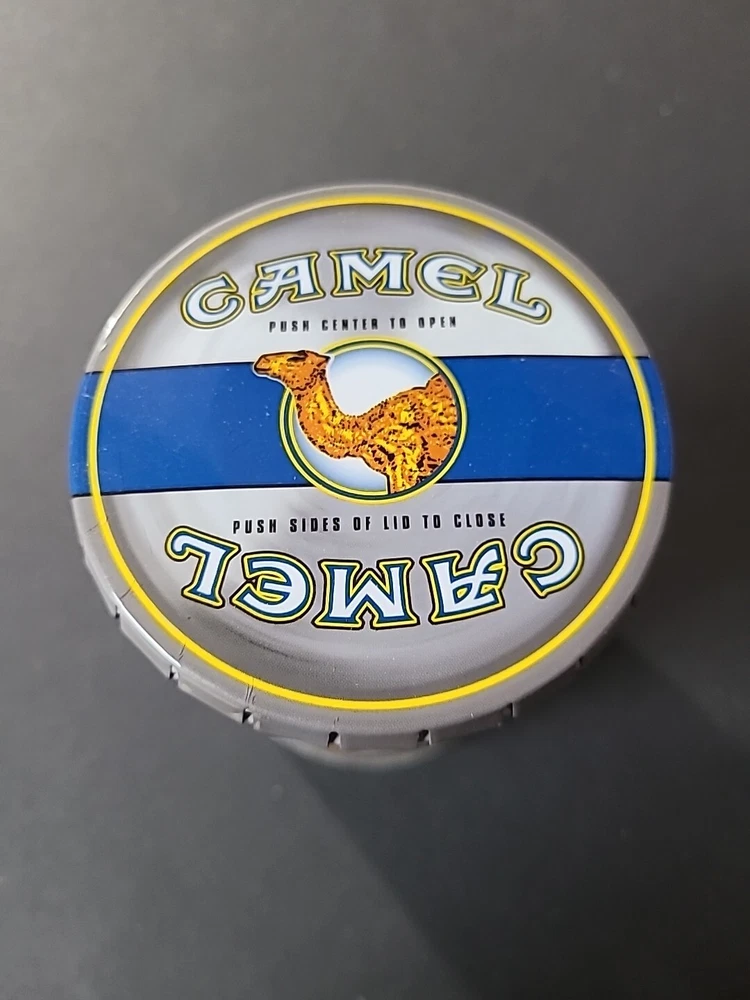 CAMEL
PUSH CENTER TO OPEN
PUSH SIDES OF LID TO CLOSE
CAMEL